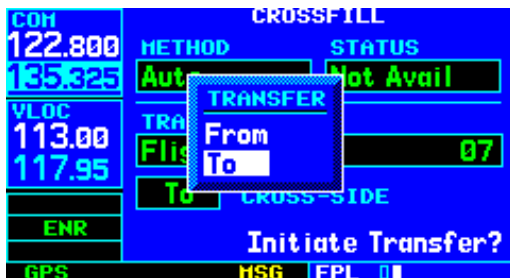 COM
122.800
135.325
VLOC
113.00
117.95
ENR
GPS
CROSSFILL
METHOD STATUS
Auto Not Avail
TRANSFER
From
To
07
To CROSS-SIDE
Initiate Transfer?
MSG FPL